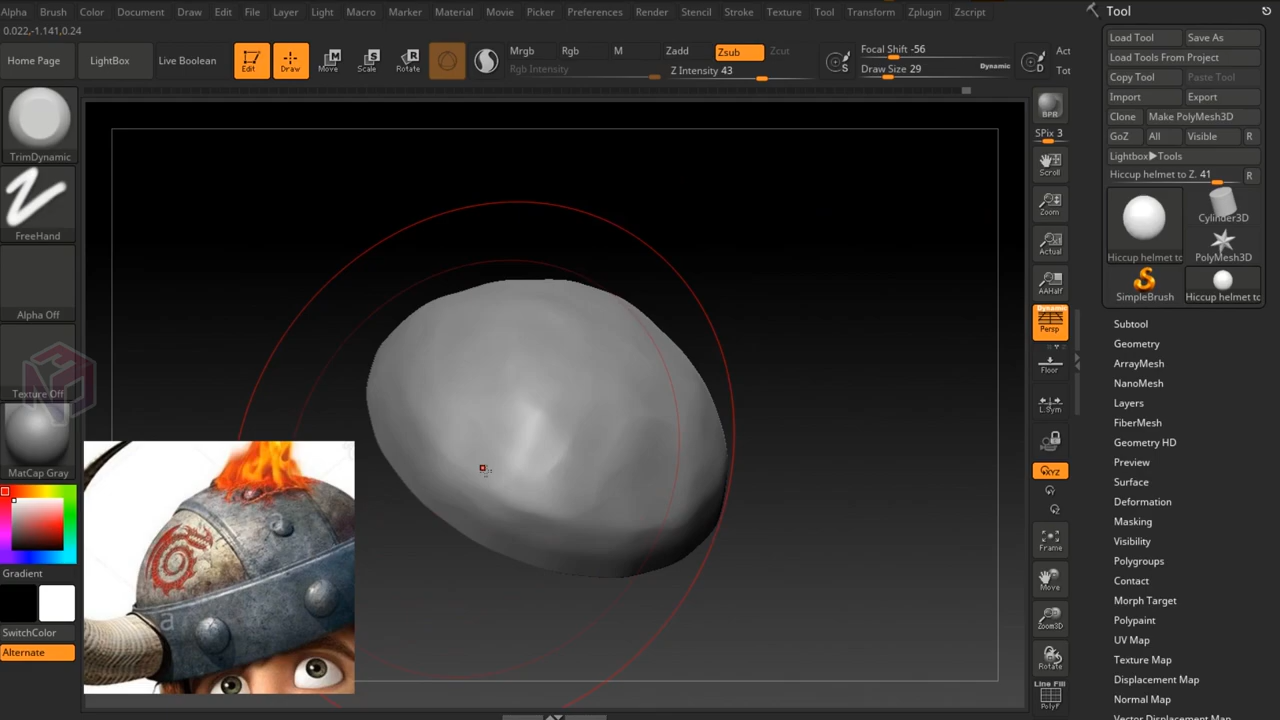 Alpha Brush Color Document Draw Edit File Layer Light Macro Marker Material Movie Picker Preferences Render Stencil Stroke Texture Tool Transform Zplugin Zscript
Tool
0.022,-1.141,0.24
Home Page
LightBox
Live Boolean
Edit
Draw
Move
Scale
Rotate
Mrgb Rgb M
Rgb Intensity
Zadd Zsub Zcut
Z Intensity 43
Focal Shift -56
Draw Size 29
Dynamic
Act
Tot
TrimDynamic
FreeHand
Alpha Off
Texture Off
MatCap Gray
Gradient
SwitchColor
Alternate
a
BPR
SPix 3
Scroll
Zoom
Actual
AAHalf
Dynamic
Persp
Floor
L.Sym
XYZ
Frame
Move
Zoom3D
Rotate
Line Fill
PolyF
Load Tool Save As
Load Tools From Project
Copy Tool Paste Tool
Import Export
Clone Make PolyMesh3D
GoZ All Visible R
Lightbox▶Tools
Hiccup helmet to Z. 41 R
Cylinder3D
Hiccup helmet tc PolyMesh3D
SimpleBrush Hiccup helmet tc
Subtool
Geometry
ArrayMesh
NanoMesh
Layers
FiberMesh
Geometry HD
Preview
Surface
Deformation
Masking
Visibility
Polygroups
Contact
Morph Target
Polypaint
UV Map
Texture Map
Displacement Map
Normal Map
Vector Displacement Map